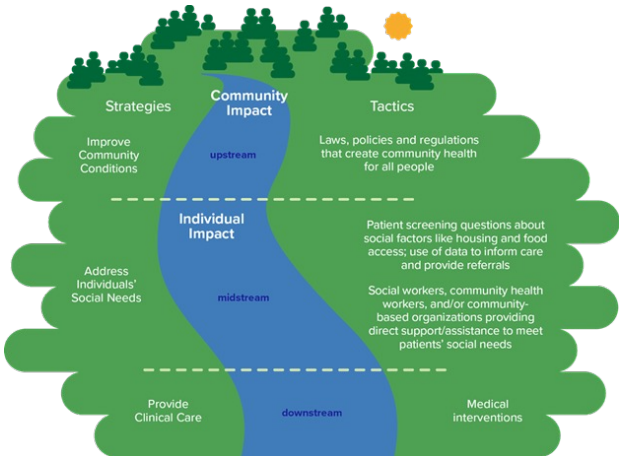 Strategies
Community
Impact
Tactics
Improve
Community
Conditions
upstream
Laws, policies and regulations
that create community health
for all people
Individual
Impact
Address
Individuals'
Social Needs
midstream
Patient screening questions about
social factors like housing and food
access; use of data to inform care
and provide referrals
Social workers, community health
workers, and/or community-
based organizations providing
direct support/assistance to meet
patients' social needs
Provide
Clinical Care
downstream
Medical
interventions